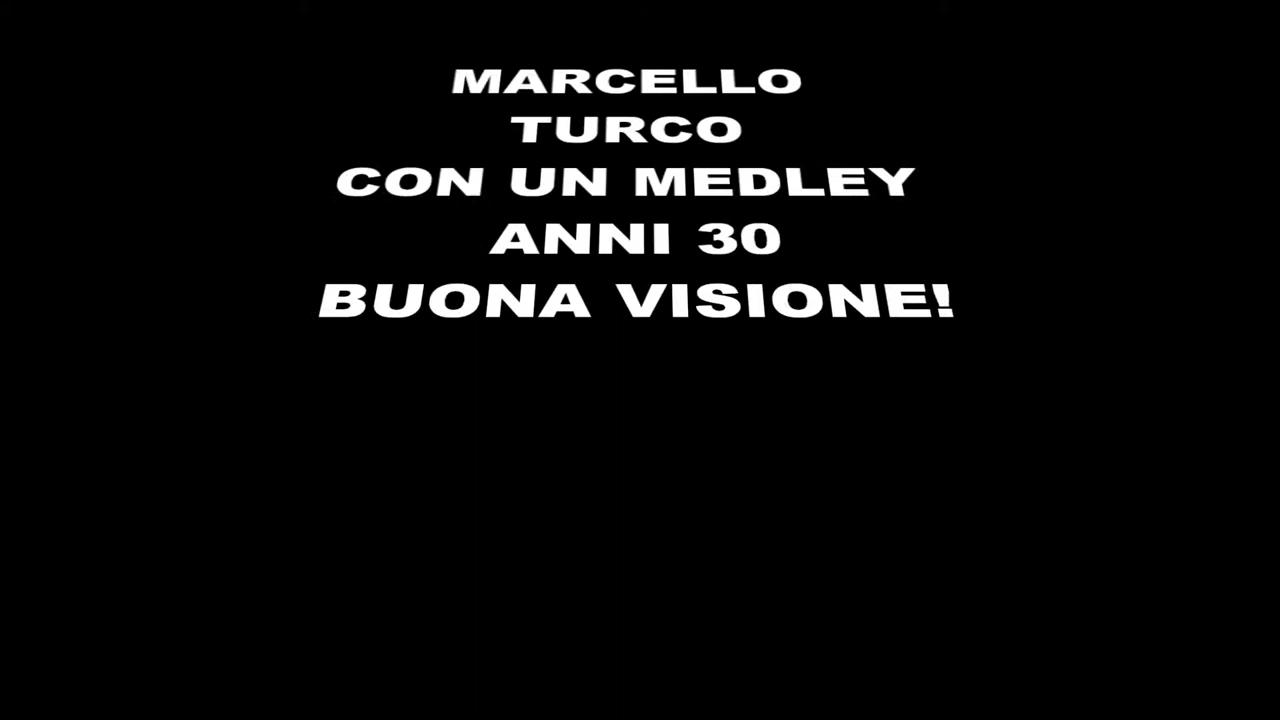 MARCELLO
TURCO
CON UN MEDLEY
ANNI 30
BUONA VISIONE!